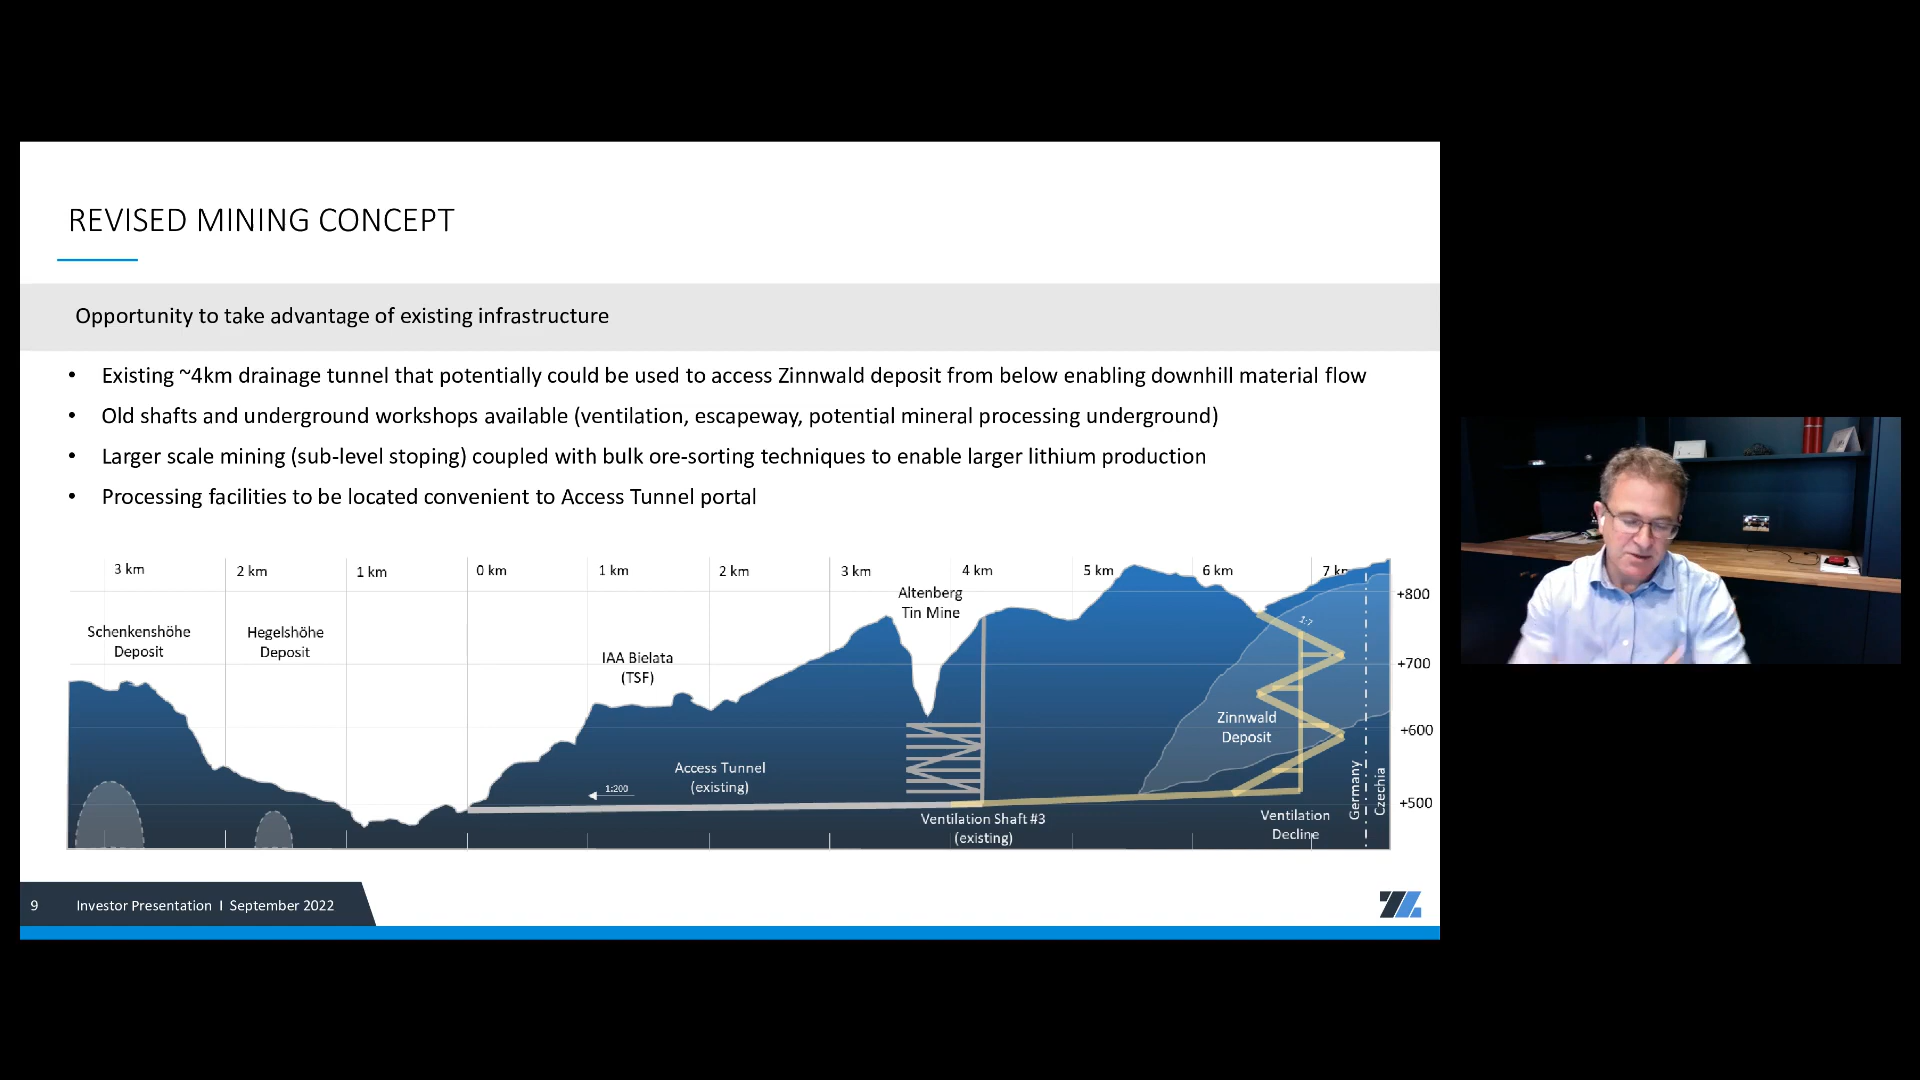 REVISED MINING CONCEPT
Opportunity to take advantage of existing infrastructure
• Existing ~4km drainage tunnel that potentially could be used to access Zinnwald deposit from below enabling downhill material flow
• Old shafts and underground workshops available (ventilation, escapeway, potential mineral processing underground)
• Larger scale mining (sub-level stoping) coupled with bulk ore-sorting techniques to enable larger lithium production
• Processing facilities to be located convenient to Access Tunnel portal
3 km 2 km 1 km 0 km 1 km 2 km 3 km 4 km 5 km 6 km 7 km
+800
Altenberg
Tin Mine
1:7
Schenkenshöhe
Deposit
Hegelshöhe
Deposit
IAA Bielata
(TSF)
+700
Zinnwald
Deposit
+600
Access Tunnel
(existing)
1:200
Germany
Czechia
+500
Ventilation Shaft #3
(existing)
Ventilation
Decline
9 Investor Presentation I September 2022